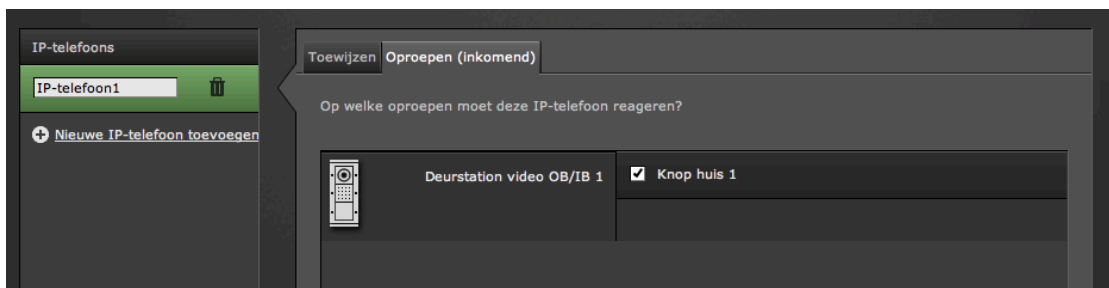 IP-telefoons
IP-telefoon1
Nieuwe IP-telefoon toevoegen
Toewijzen Oproepen (inkomend)
Op welke oproepen moet deze IP-telefoon reageren?
Deurstation video OB/IB 1
Knop huis 1